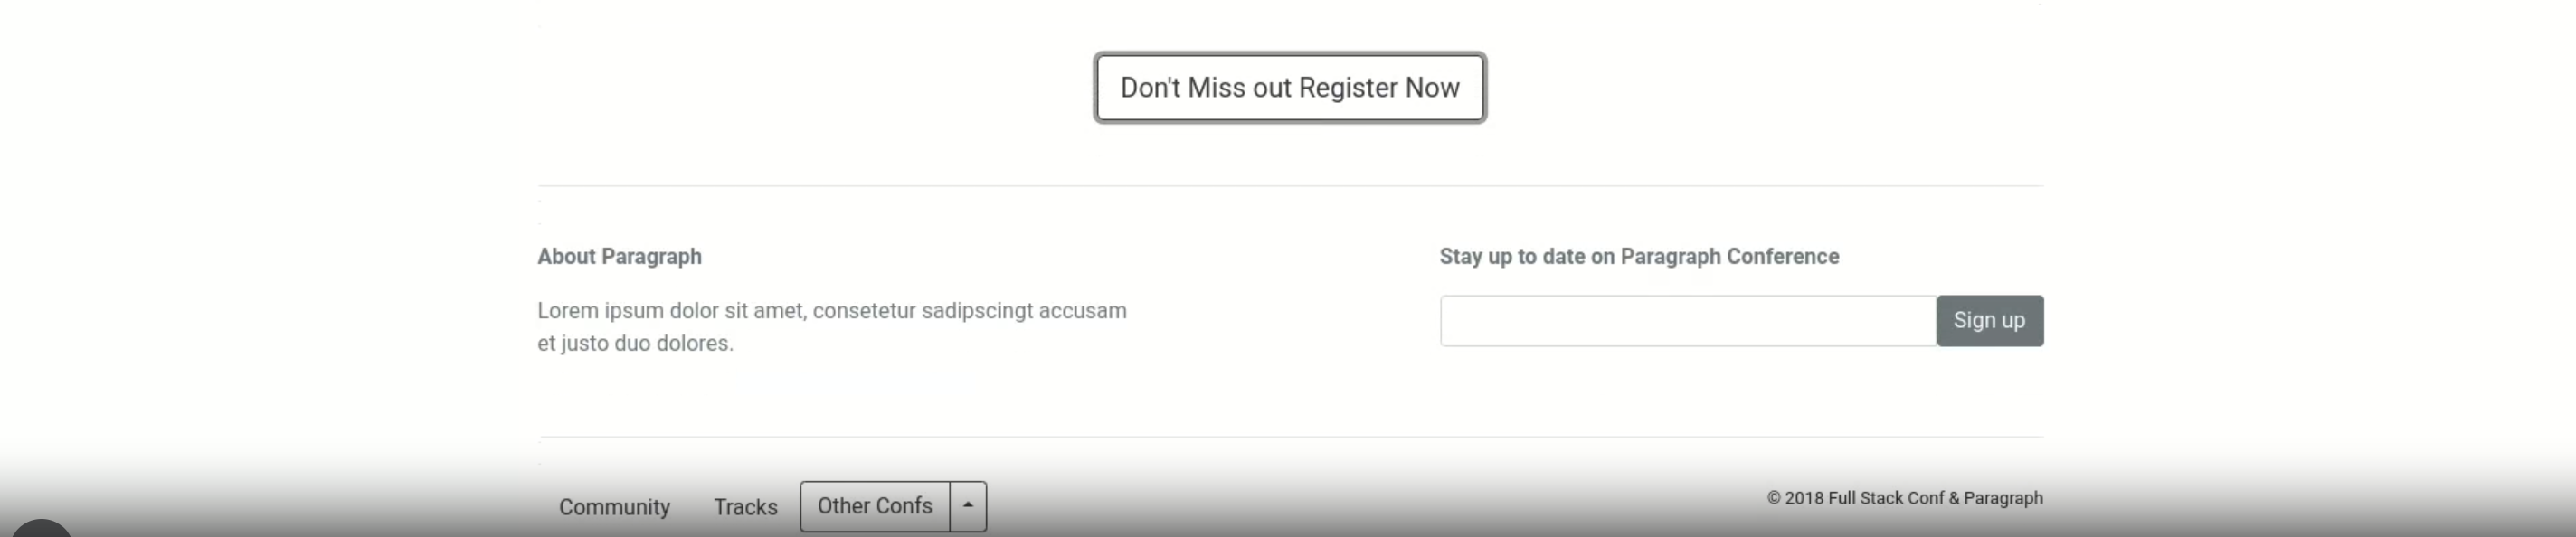 Don't Miss out Register Now
About Paragraph
Lorem ipsum dolor sit amet, consetetur sadipscingt accusam
et justo duo dolores.
Stay up to date on Paragraph Conference
Sign up
Community Tracks Other Confs
© 2018 Full Stack Conf & Paragraph